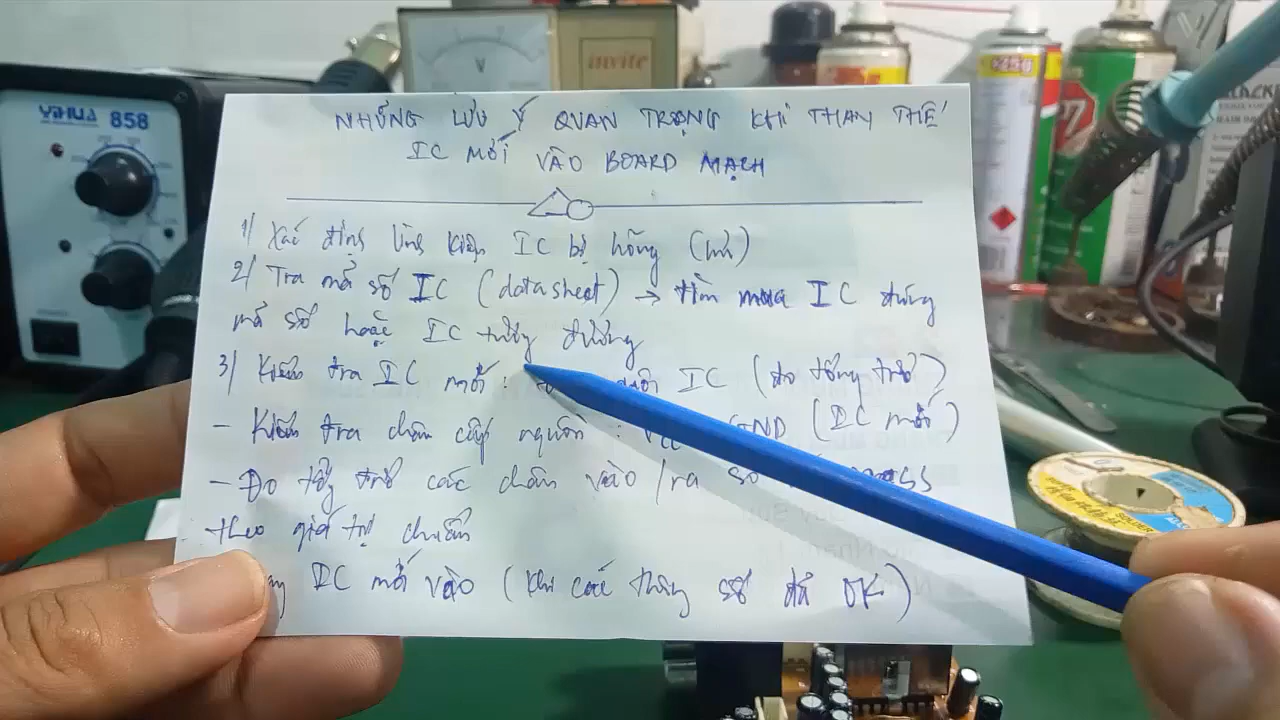 YIHUA 858
V
invite
NHỮNG LƯU Ý QUAN TRỌNG KHI THAY THẾ
IC MỚI VÀO BOARD MẠCH
1/ Xác định linh kiện IC bị hỏng (hư)
2/ Tra mã số IC (datasheet) → tìm mua IC đúng
mã số hoặc IC tương đương
3/ Kiểm tra IC mới : IC (đo tổng trở)
- Kiểm tra chân cấp nguồn : GND (IC mới)
- Đo tổng trở các chân vào/ra so
theo giá trị chuẩn
IC mới vào (khi các thông số đã OK)
SOLDER